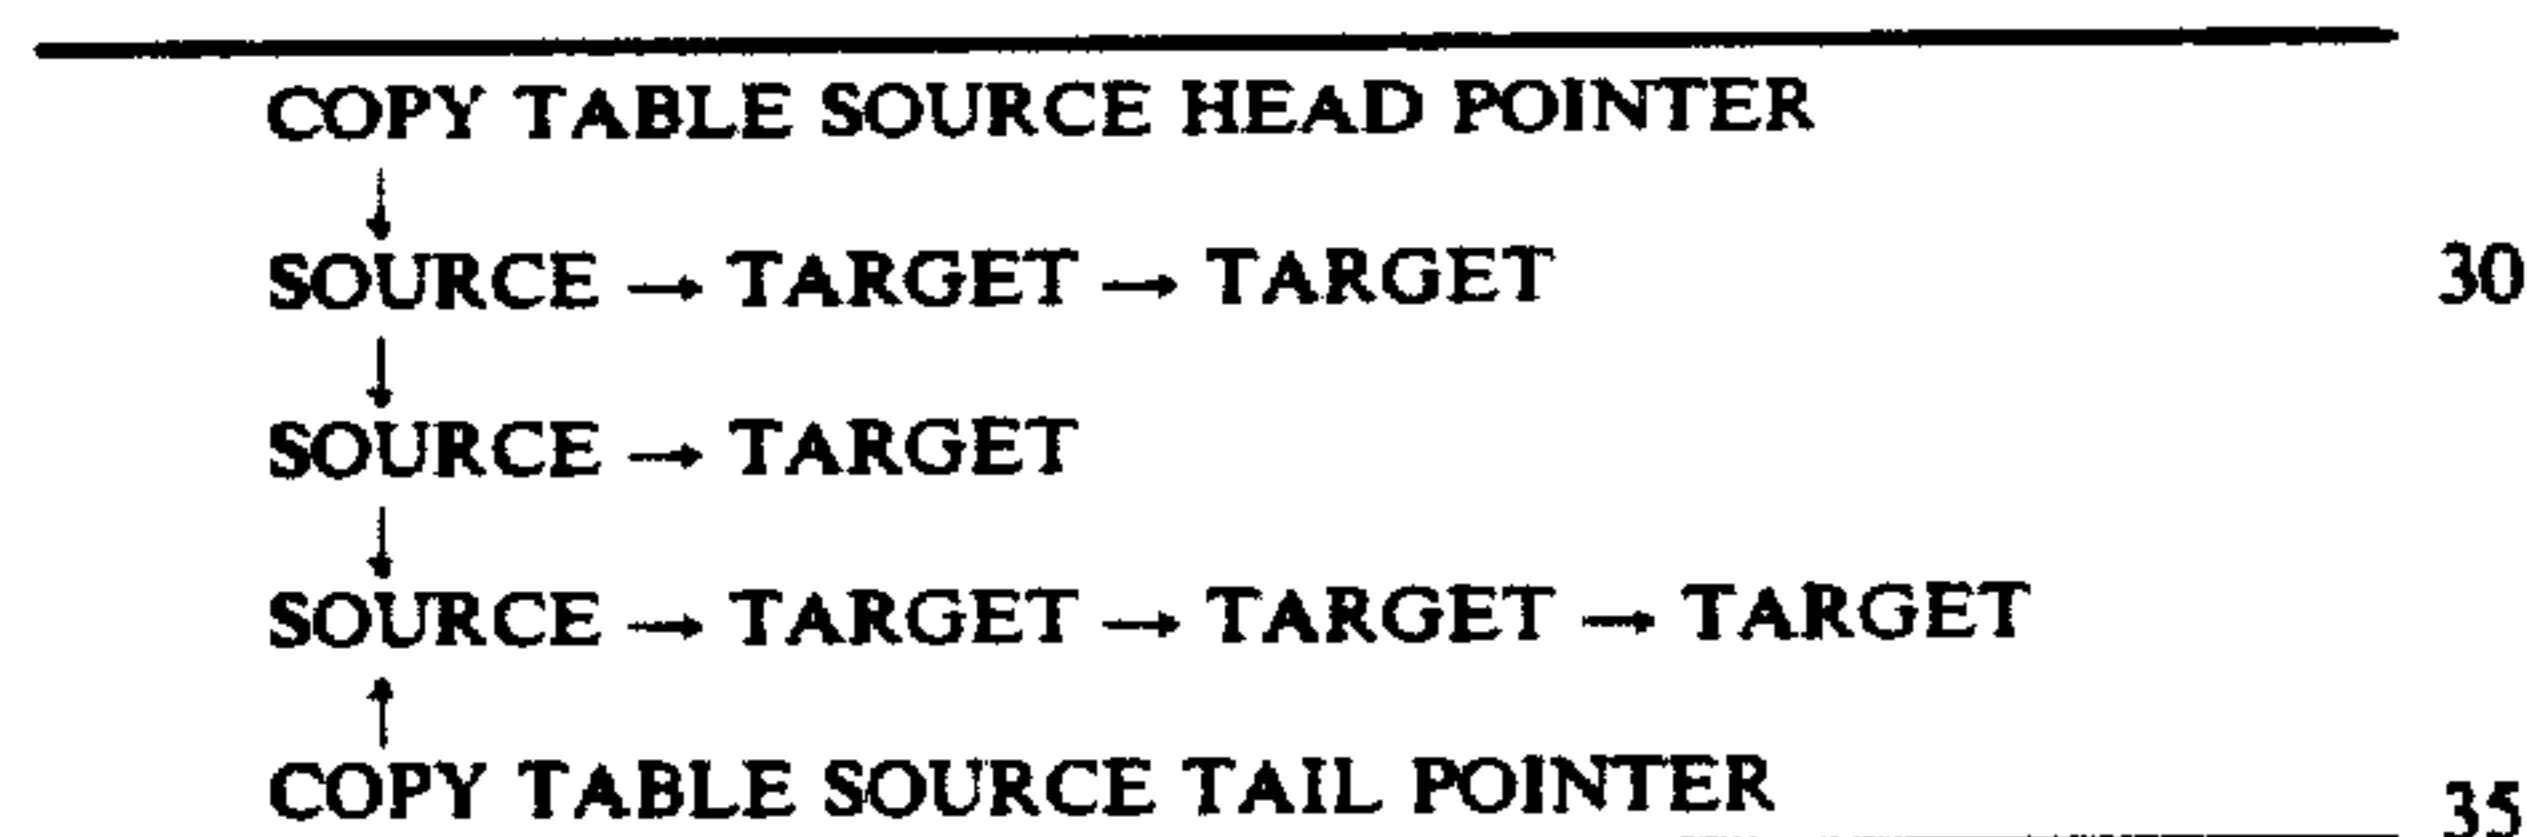 COPY TABLE SOURCE HEAD POINTER
↓
SOURCE → TARGET → TARGET 30
↓
SOURCE → TARGET
↓
SOURCE → TARGET → TARGET → TARGET
↑
COPY TABLE SOURCE TAIL POINTER 35